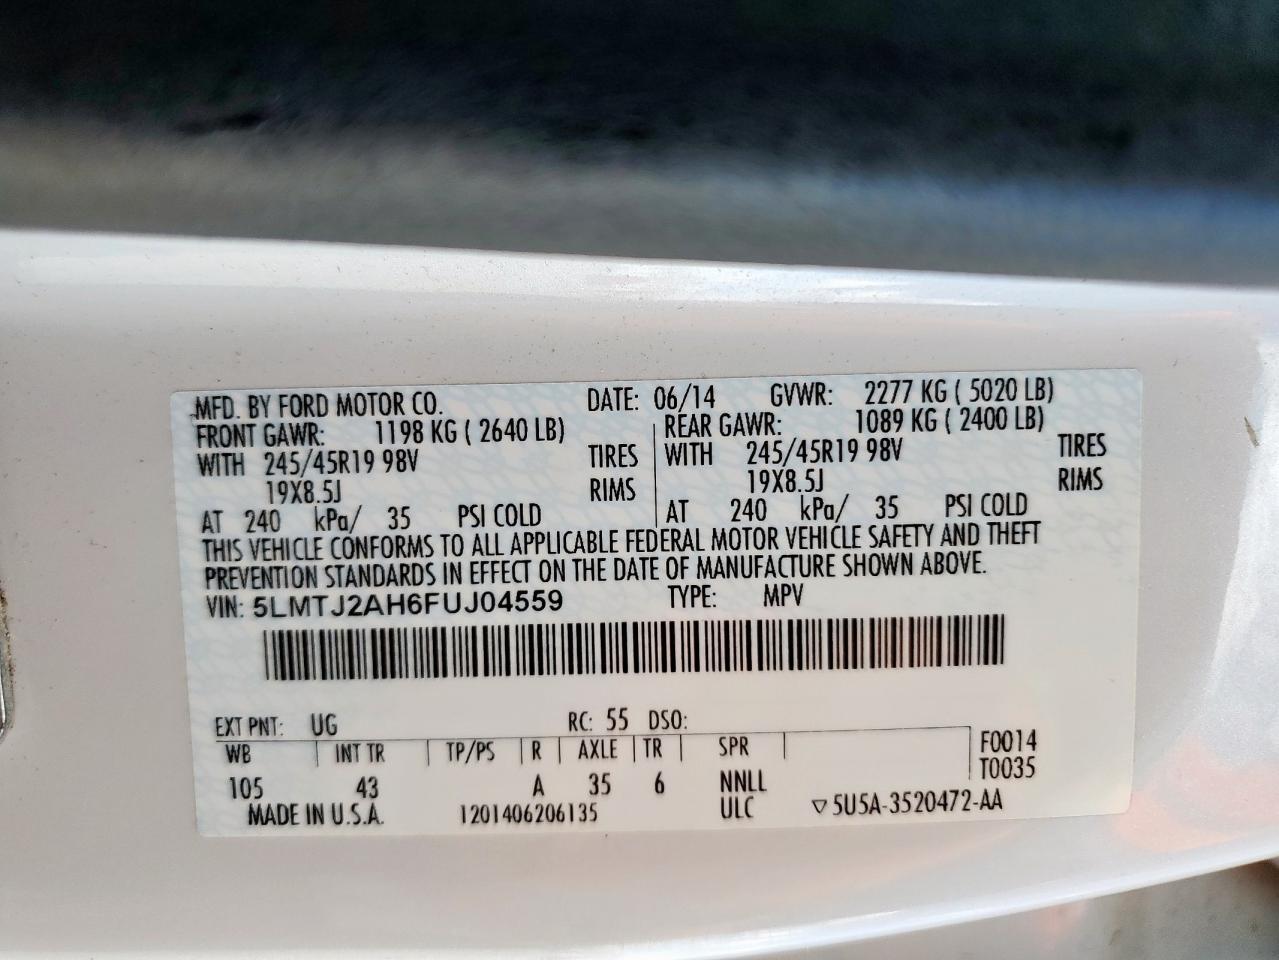 MFD. BY FORD MOTOR CO. DATE: 06/14 GVWR: 2277 KG ( 5020 LB)
FRONT GAWR: 1198 KG ( 2640 LB) REAR GAWR: 1089 KG ( 2400 LB)
WITH 245/45R19 98V TIRES WITH 245/45R19 98V TIRES
19X8.5J RIMS 19X8.5J RIMS
AT 240 kPa/ 35 PSI COLD AT 240 kPa/ 35 PSI COLD
THIS VEHICLE CONFORMS TO ALL APPLICABLE FEDERAL MOTOR VEHICLE SAFETY AND THEFT
PREVENTION STANDARDS IN EFFECT ON THE DATE OF MANUFACTURE SHOWN ABOVE.
VIN: 5LMTJ2AH6FUJ04559 TYPE: MPV
EXT PNT: UG RC: 55 DSO:
WB INT TR TP/PS R AXLE TR SPR F0014
105 43 A 35 6 NNLL T0035
MADE IN U.S.A. 1201406206135 ULC ▽5U5A-3520472-AA